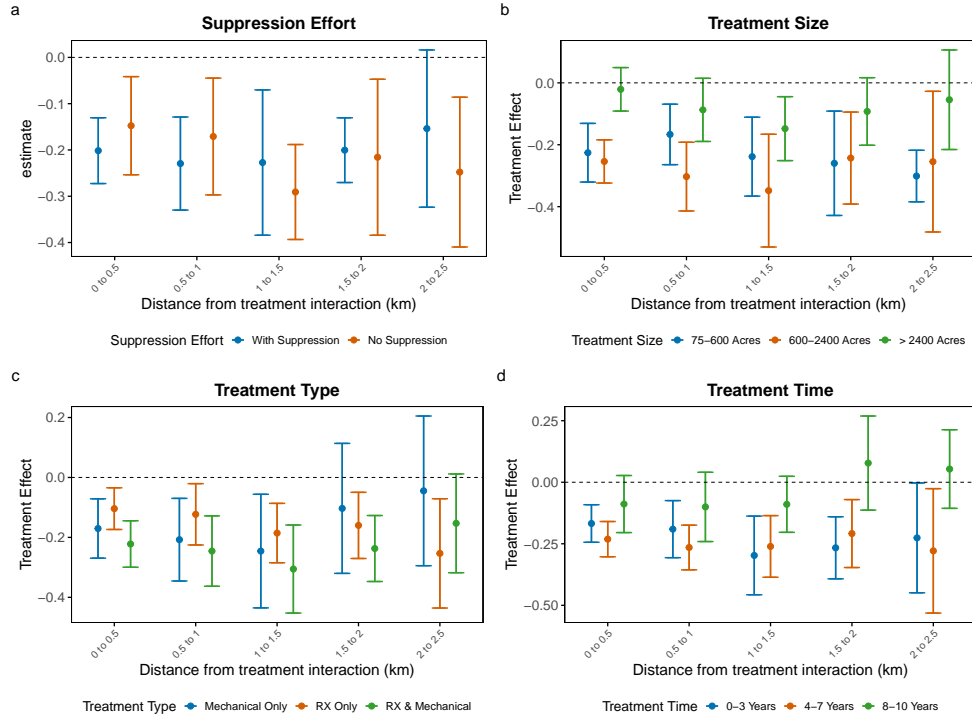 a
Suppression Effort
0.0
−0.1
−0.2
−0.3
−0.4
estimate
0 to 0.5
0.5 to 1
1 to 1.5
1.5 to 2
2 to 2.5
Distance from treatment interaction (km)
Suppression Effort With Suppression No Suppression
b
Treatment Size
0.0
−0.2
−0.4
Treatment Effect
0 to 0.5
0.5 to 1
1 to 1.5
1.5 to 2
2 to 2.5
Distance from treatment interaction (km)
Treatment Size 75−600 Acres 600−2400 Acres > 2400 Acres
c
Treatment Type
0.2
0.0
−0.2
−0.4
Treatment Effect
0 to 0.5
0.5 to 1
1 to 1.5
1.5 to 2
2 to 2.5
Distance from treatment interaction (km)
Treatment Type Mechanical Only RX Only RX & Mechanical
d
Treatment Time
0.25
0.00
−0.25
−0.50
Treatment Effect
0 to 0.5
0.5 to 1
1 to 1.5
1.5 to 2
2 to 2.5
Distance from treatment interaction (km)
Treatment Time 0−3 Years 4−7 Years 8−10 Years